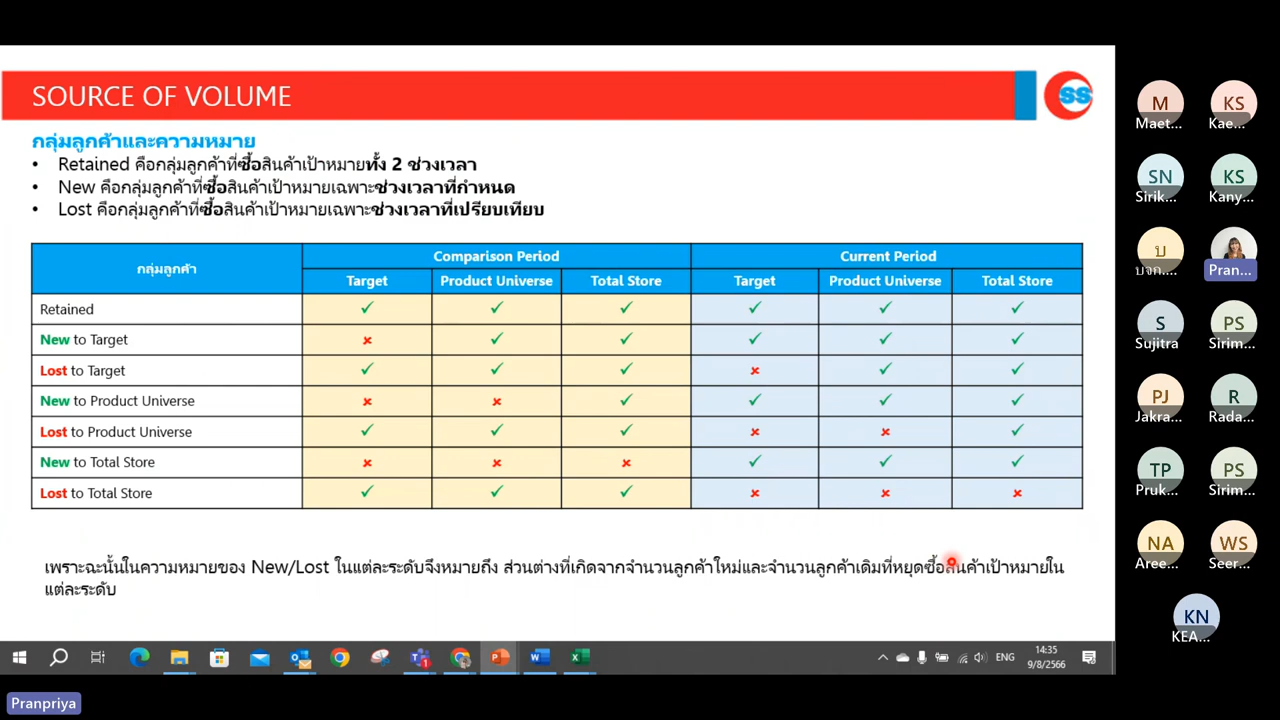 SOURCE OF VOLUME
SS
กลุ่มลูกค้าและความหมาย
• Retained คือกลุ่มลูกค้าที่ซื้อสินค้าเป้าหมายทั้ง 2 ช่วงเวลา
• New คือกลุ่มลูกค้าที่ซื้อสินค้าเป้าหมายเฉพาะช่วงเวลาที่กำหนด
• Lost คือกลุ่มลูกค้าที่ซื้อสินค้าเป้าหมายเฉพาะช่วงเวลาที่เปรียบเทียบ
กลุ่มลูกค้า Comparison Period Current Period
Target Product Universe Total Store Target Product Universe Total Store
Retained ✓ ✓ ✓ ✓ ✓ ✓
New to Target × ✓ ✓ ✓ ✓ ✓
Lost to Target ✓ ✓ ✓ × ✓ ✓
New to Product Universe × × ✓ ✓ ✓ ✓
Lost to Product Universe ✓ ✓ ✓ × × ✓
New to Total Store × × × ✓ ✓ ✓
Lost to Total Store ✓ ✓ ✓ × × ×
เพราะฉะนั้นในความหมายของ New/Lost ในแต่ละระดับจึงหมายถึง ส่วนต่างที่เกิดจากจำนวนลูกค้าใหม่และจำนวนลูกค้าเดิมที่หยุดซื้อสินค้าเป้าหมายใน
แต่ละระดับ
M KS
Maet... Kae...
SN KS
Sirik... Kany...
บ
บจก.... Pran...
S PS
Sujitra Sirim...
PJ R
Jakra... Rada...
TP PS
Pruk... Sirim...
NA WS
Aree... Seer...
KN
KEA...
1 ENG 14:35
9/8/2566
Pranpriya